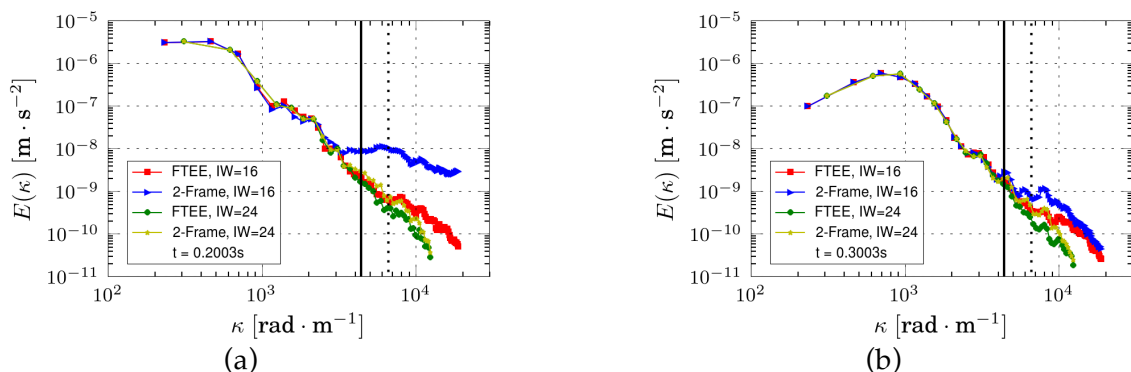 10⁻⁵
10⁻⁶
10⁻⁷
10⁻⁸
10⁻⁹
10⁻¹⁰
10⁻¹¹
E(κ) [m · s⁻²]
FTEE, IW=16
2-Frame, IW=16
FTEE, IW=24
2-Frame, IW=24
t = 0.2003s
10² 10³ 10⁴
κ [rad · m⁻¹]
(a)
10⁻⁵
10⁻⁶
10⁻⁷
10⁻⁸
10⁻⁹
10⁻¹⁰
10⁻¹¹
E(κ) [m · s⁻²]
FTEE, IW=16
2-Frame, IW=16
FTEE, IW=24
2-Frame, IW=24
t = 0.3003s
10² 10³ 10⁴
κ [rad · m⁻¹]
(b)